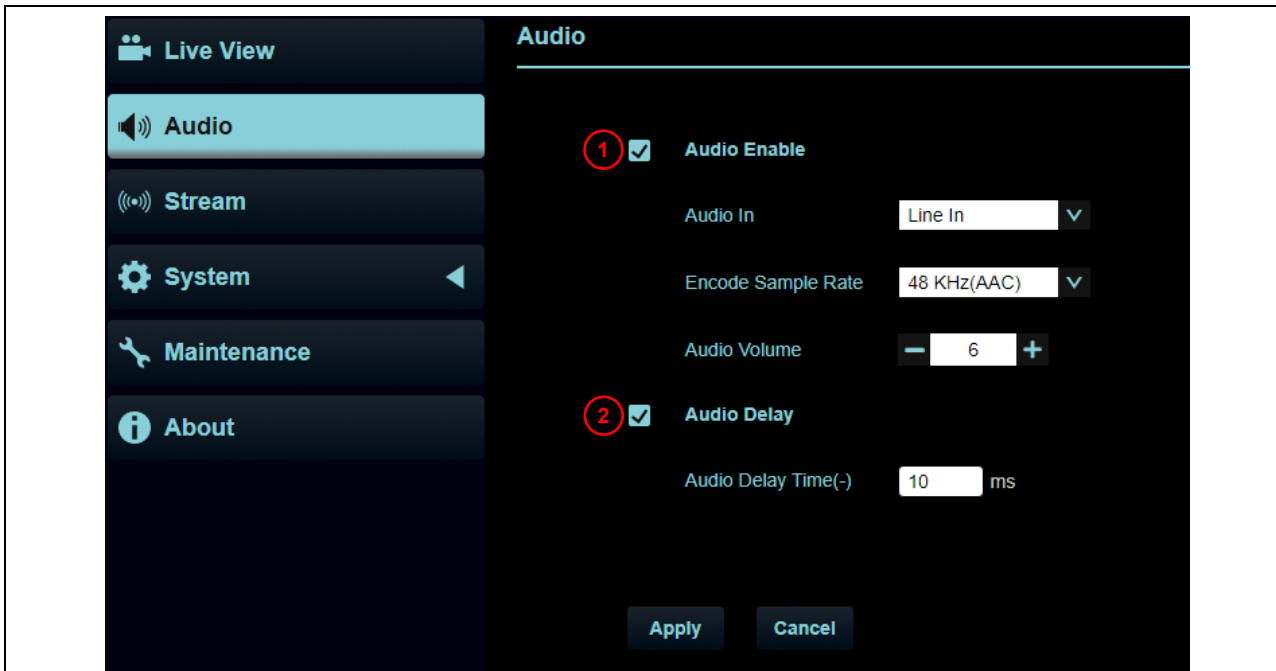 Live View
Audio
Stream
System
Maintenance
About
Audio
1 Audio Enable
Audio In Line In
Encode Sample Rate 48 KHz(AAC)
Audio Volume 6
2 Audio Delay
Audio Delay Time(-) 10 ms
Apply Cancel